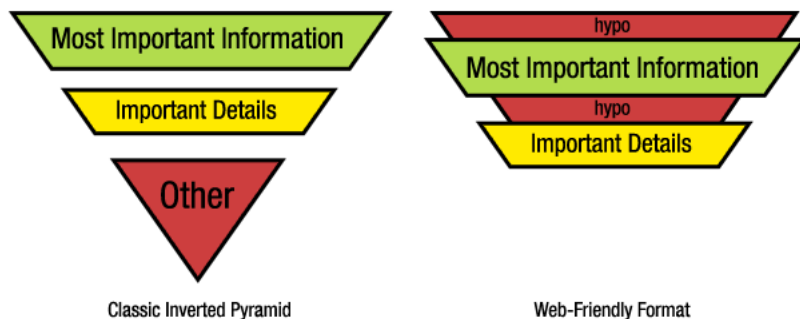 Most Important Information
Important Details
Other
Classic Inverted Pyramid
hypo
Most Important Information
hypo
Important Details
Web-Friendly Format